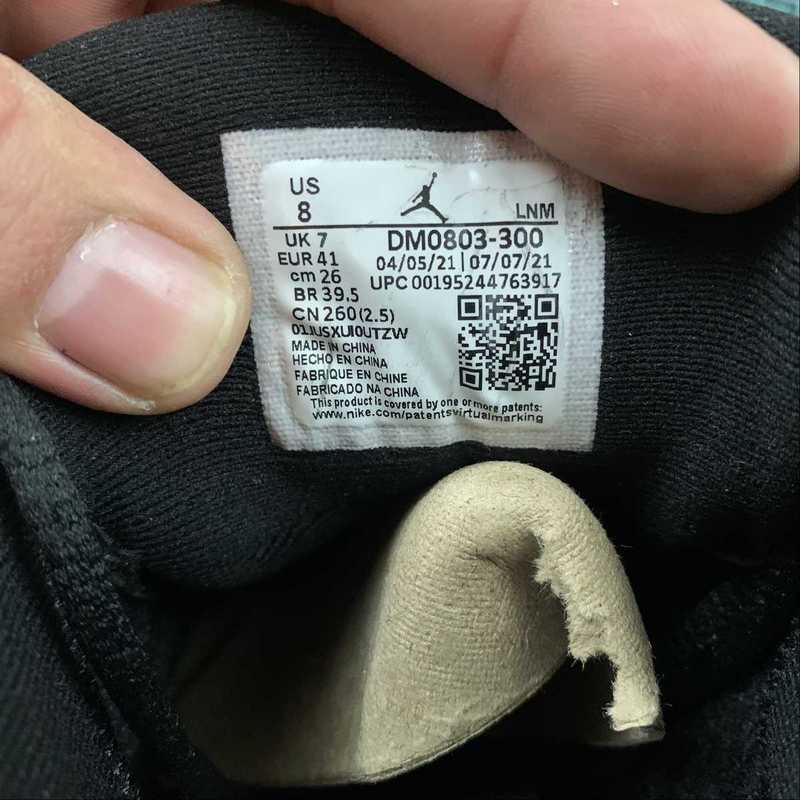 US
8
LNM
UK 7
DM0803-300
EUR 41
04/05/21 | 07/07/21
cm 26
UPC 00195244763917
BR 39.5
CN 260 (2.5)
MADE IN CHINA
HECHO EN CHINA
FABRIQUE EN CHINE
FABRICADO NA CHINA
This product is covered by one or more patents:
www.nike.com/patentsvirtualmarking